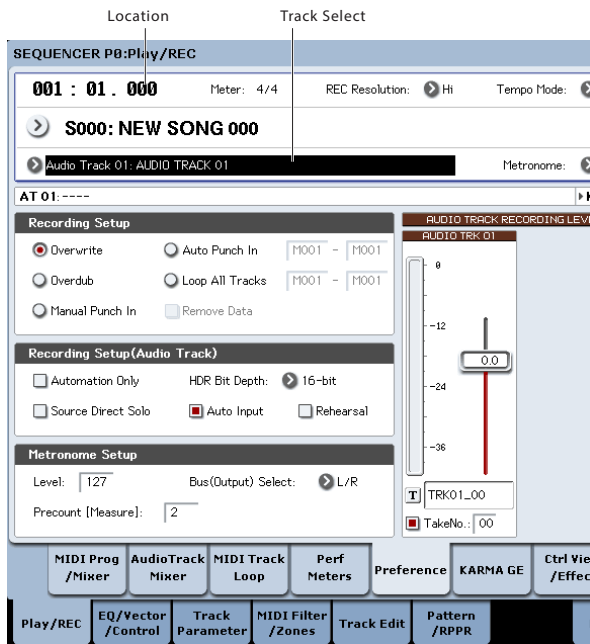 Location Track Select
SEQUENCER P0:Play/REC
001 : 01 . 000 Meter: 4/4 REC Resolution: Hi Tempo Mode:
S000: NEW SONG 000
Audio Track 01: AUDIO TRACK 01 Metronome:
AT 01:----
Recording Setup
Overwrite Auto Punch In M001 - M001
Overdub Loop All Tracks M001 - M001
Manual Punch In Remove Data
Recording Setup(Audio Track)
Automation Only HDR Bit Depth: 16-bit
Source Direct Solo Auto Input Rehearsal
Metronome Setup
Level: 127 Bus(Output) Select: L/R
Precount [Measure]: 2
AUDIO TRACK RECORDING LEV
AUDIO TRK 01
0
-12
0.0
-24
-36
T TRK01_00
TakeNo.: 00
MIDI Prog /Mixer
AudioTrack Mixer
MIDI Track Loop
Perf Meters
Preference
KARMA GE
Ctrl Vie /Effec
Play/REC
EQ/Vector /Control
Track Parameter
MIDI Filter /Zones
Track Edit
Pattern /RPPR